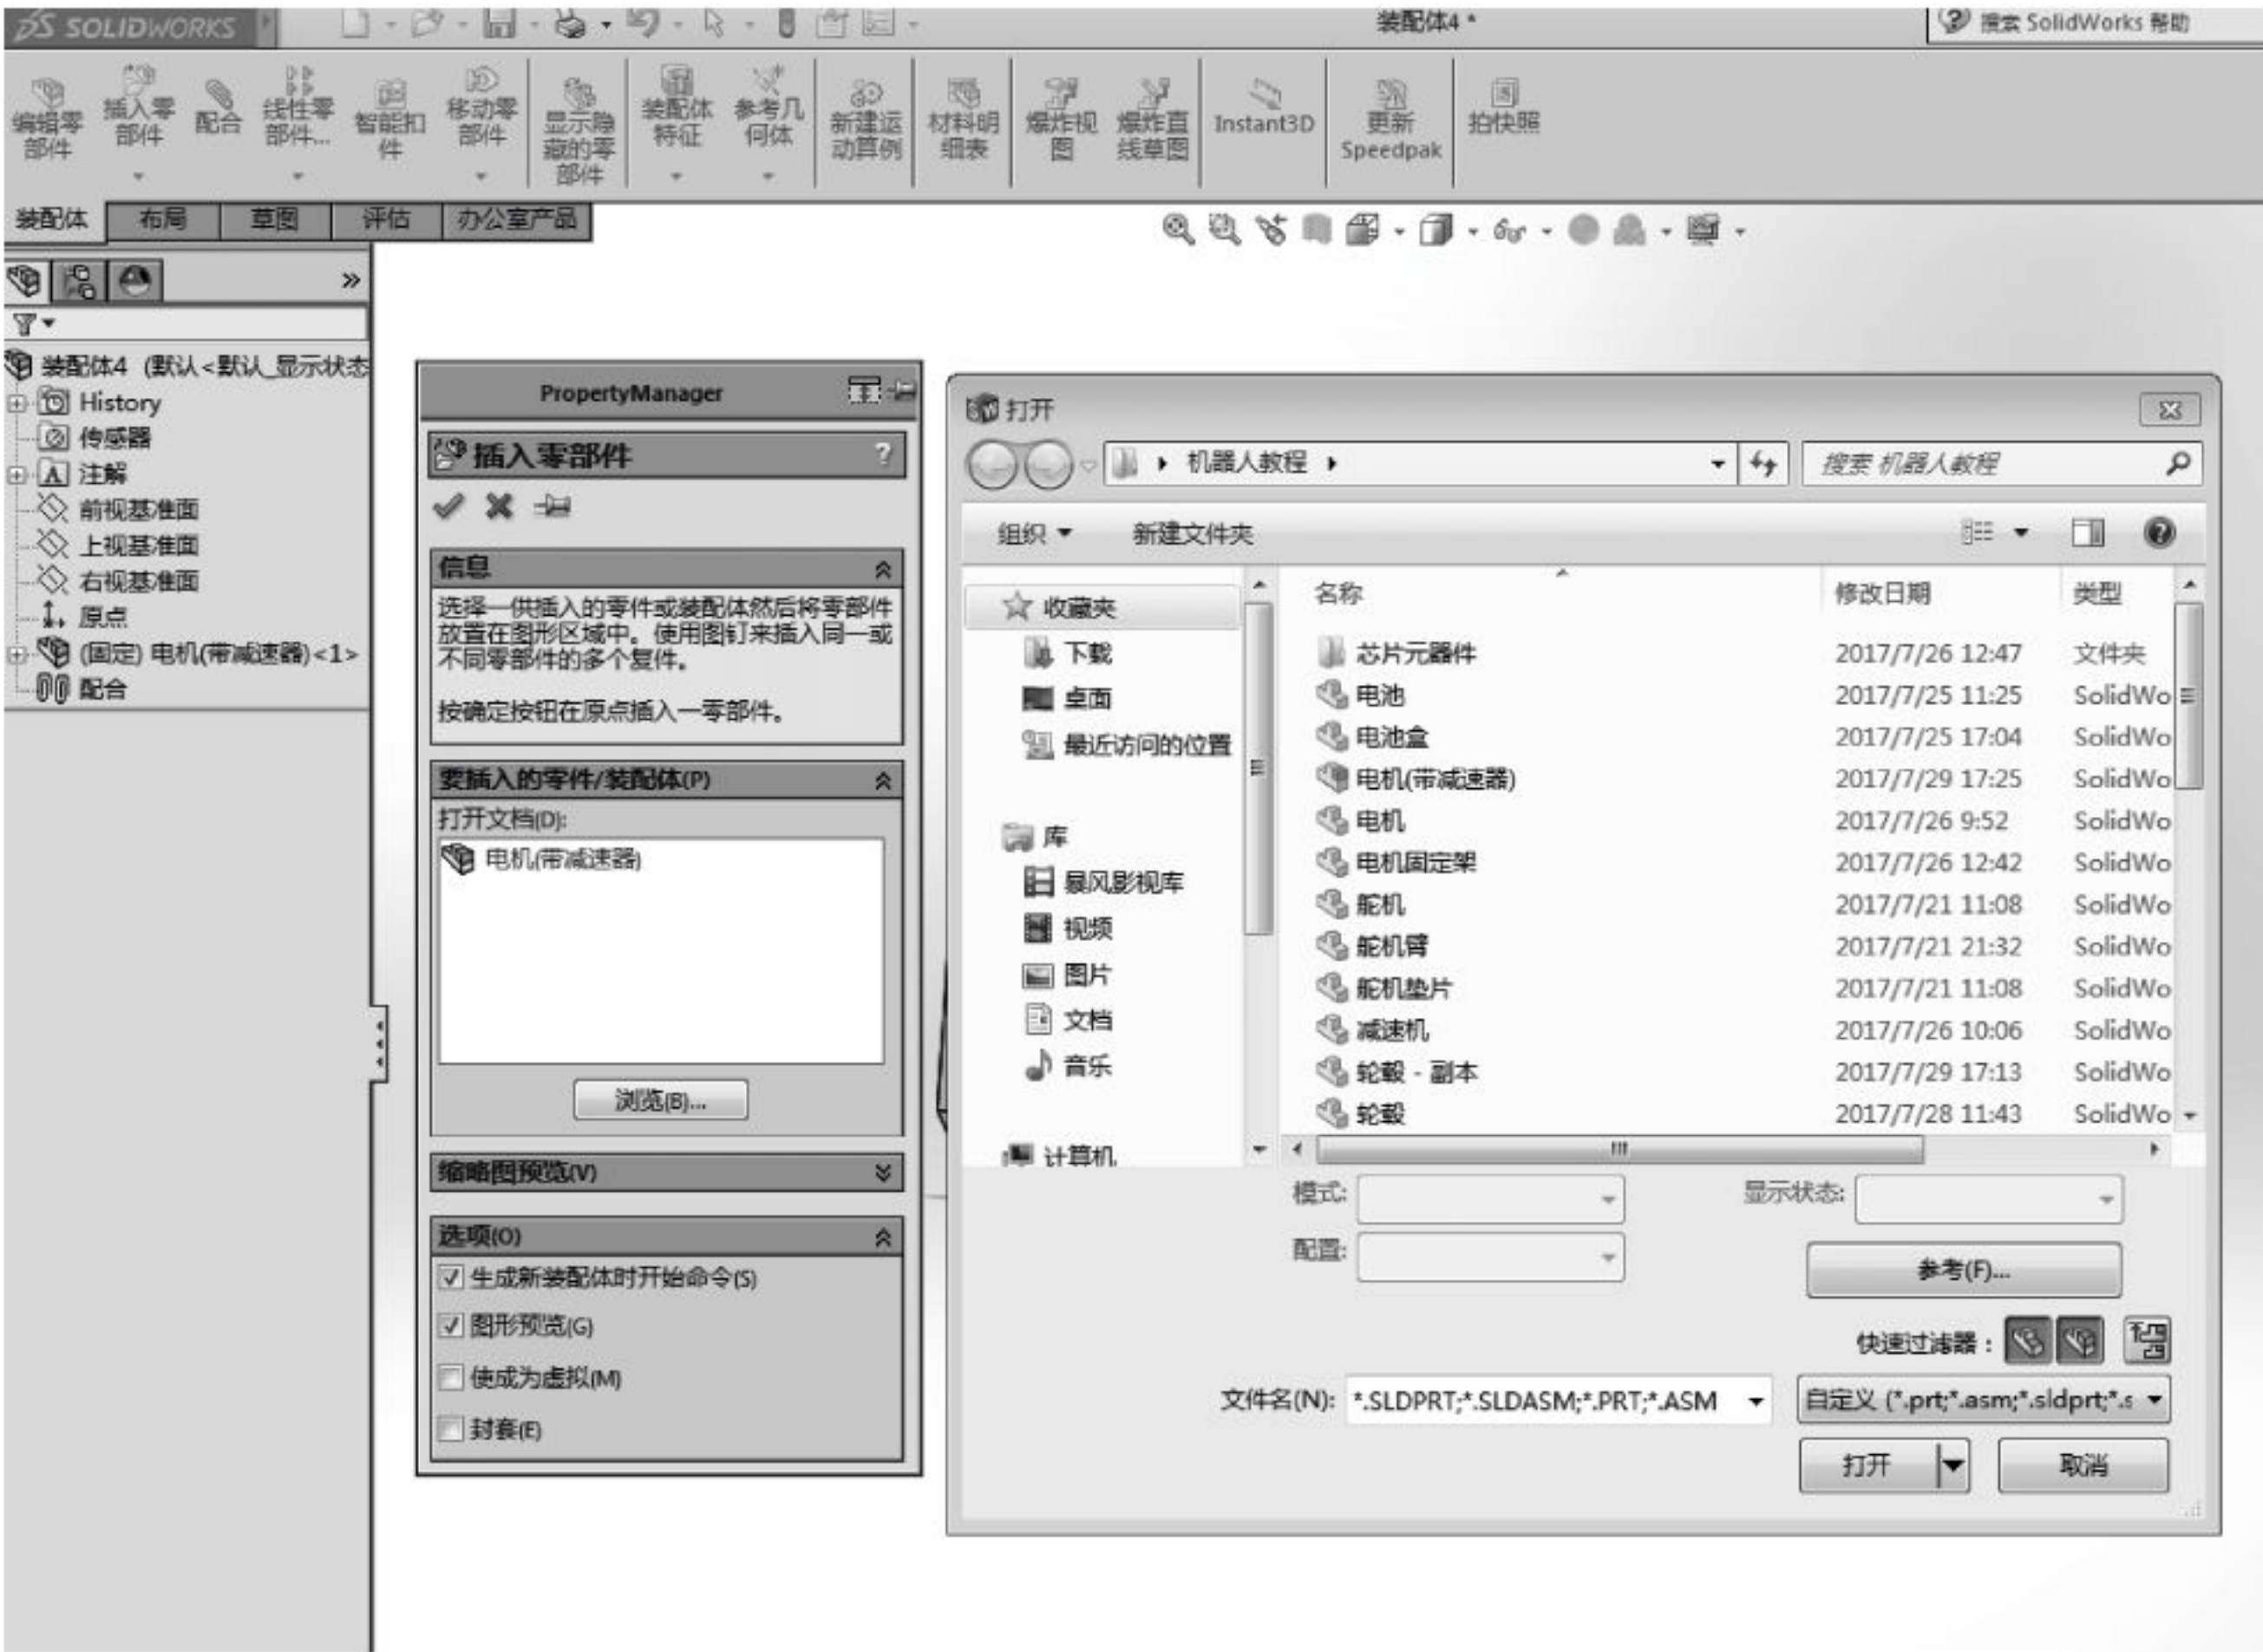 SOLIDWORKS
装配体4 *
搜索 SolidWorks 帮助
编辑零部件
插入零部件
配合
线性零部件...
智能扣件
移动零部件
显示隐藏的零部件
装配体特征
参考几何体
新建运动算例
材料明细表
爆炸视图
爆炸直线草图
Instant3D
更新 Speedpak
拍快照
装配体 布局 草图 评估 办公室产品
装配体4 (默认<默认_显示状态
History
传感器
注解
前视基准面
上视基准面
右视基准面
原点
(固定) 电机(带减速器)<1>
配合
PropertyManager
插入零部件 ?
信息
选择一供插入的零件或装配体然后将零部件
放置在图形区域中。使用图钉来插入同一或
不同零部件的多个复件。
按确定按钮在原点插入一零部件。
要插入的零件/装配体(P)
打开文档(D):
电机(带减速器)
浏览(B)...
缩略图预览(V)
选项(O)
生成新装配体时开始命令(S)
图形预览(G)
使成为虚拟(M)
封套(E)
打开
机器人教程
搜索 机器人教程
组织 新建文件夹
收藏夹
下载
桌面
最近访问的位置
库
暴风影视库
视频
图片
文档
音乐
计算机
名称 修改日期 类型
芯片元器件 2017/7/26 12:47 文件夹
电池 2017/7/25 11:25 SolidWo
电池盒 2017/7/25 17:04 SolidWo
电机(带减速器) 2017/7/29 17:25 SolidWo
电机 2017/7/26 9:52 SolidWo
电机固定架 2017/7/26 12:42 SolidWo
舵机 2017/7/21 11:08 SolidWo
舵机臂 2017/7/21 21:32 SolidWo
舵机垫片 2017/7/21 11:08 SolidWo
减速机 2017/7/26 10:06 SolidWo
轮毂 - 副本 2017/7/29 17:13 SolidWo
轮毂 2017/7/28 11:43 SolidWo
模式: 显示状态:
配置:
参考(F)...
快速过滤器：
文件名(N): *.SLDPRT;*.SLDASM;*.PRT;*.ASM
自定义 (*.prt;*.asm;*.sldprt;*.s
打开 取消